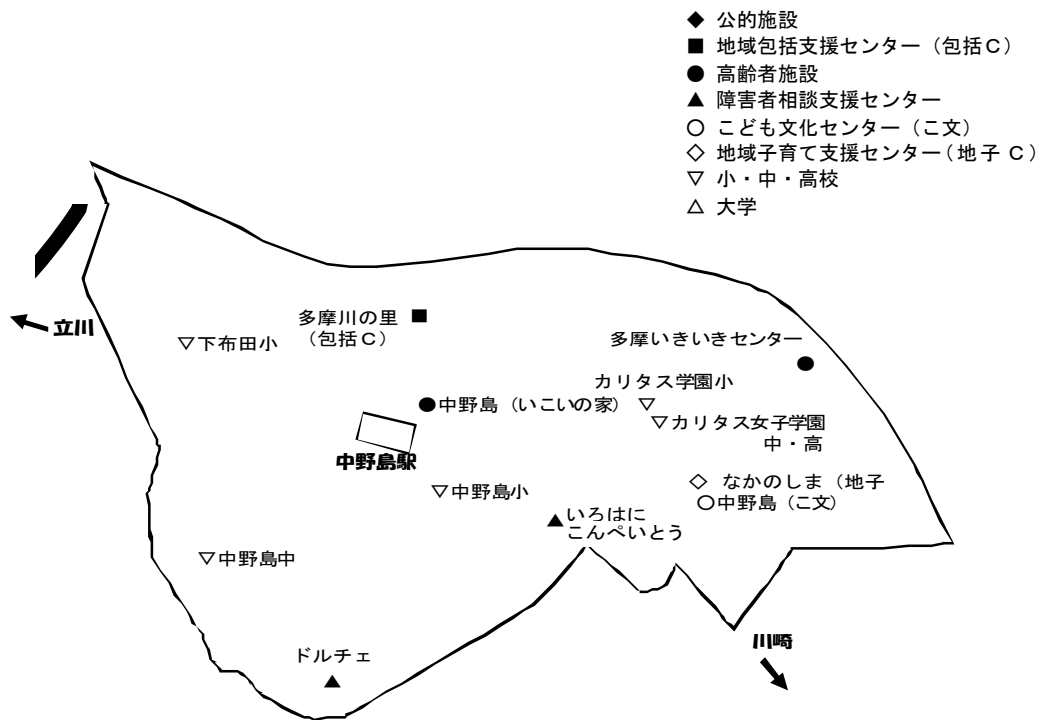 ◆ 公的施設
■ 地域包括支援センター（包括C）
● 高齢者施設
▲ 障害者相談支援センター
○ こども文化センター（こ文）
◇ 地域子育て支援センター（地子 C）
▽ 小・中・高校
△ 大学
立川
多摩川の里
（包括C）
▽下布田小
多摩いきいきセンター
カリタス学園小
●中野島（いこいの家）
▽カリタス女子学園
中・高
中野島駅
◇ なかのしま（地子
○中野島（こ文）
▽中野島小
▲いろはに
こんぺいとう
▽中野島中
川崎
ドルチェ